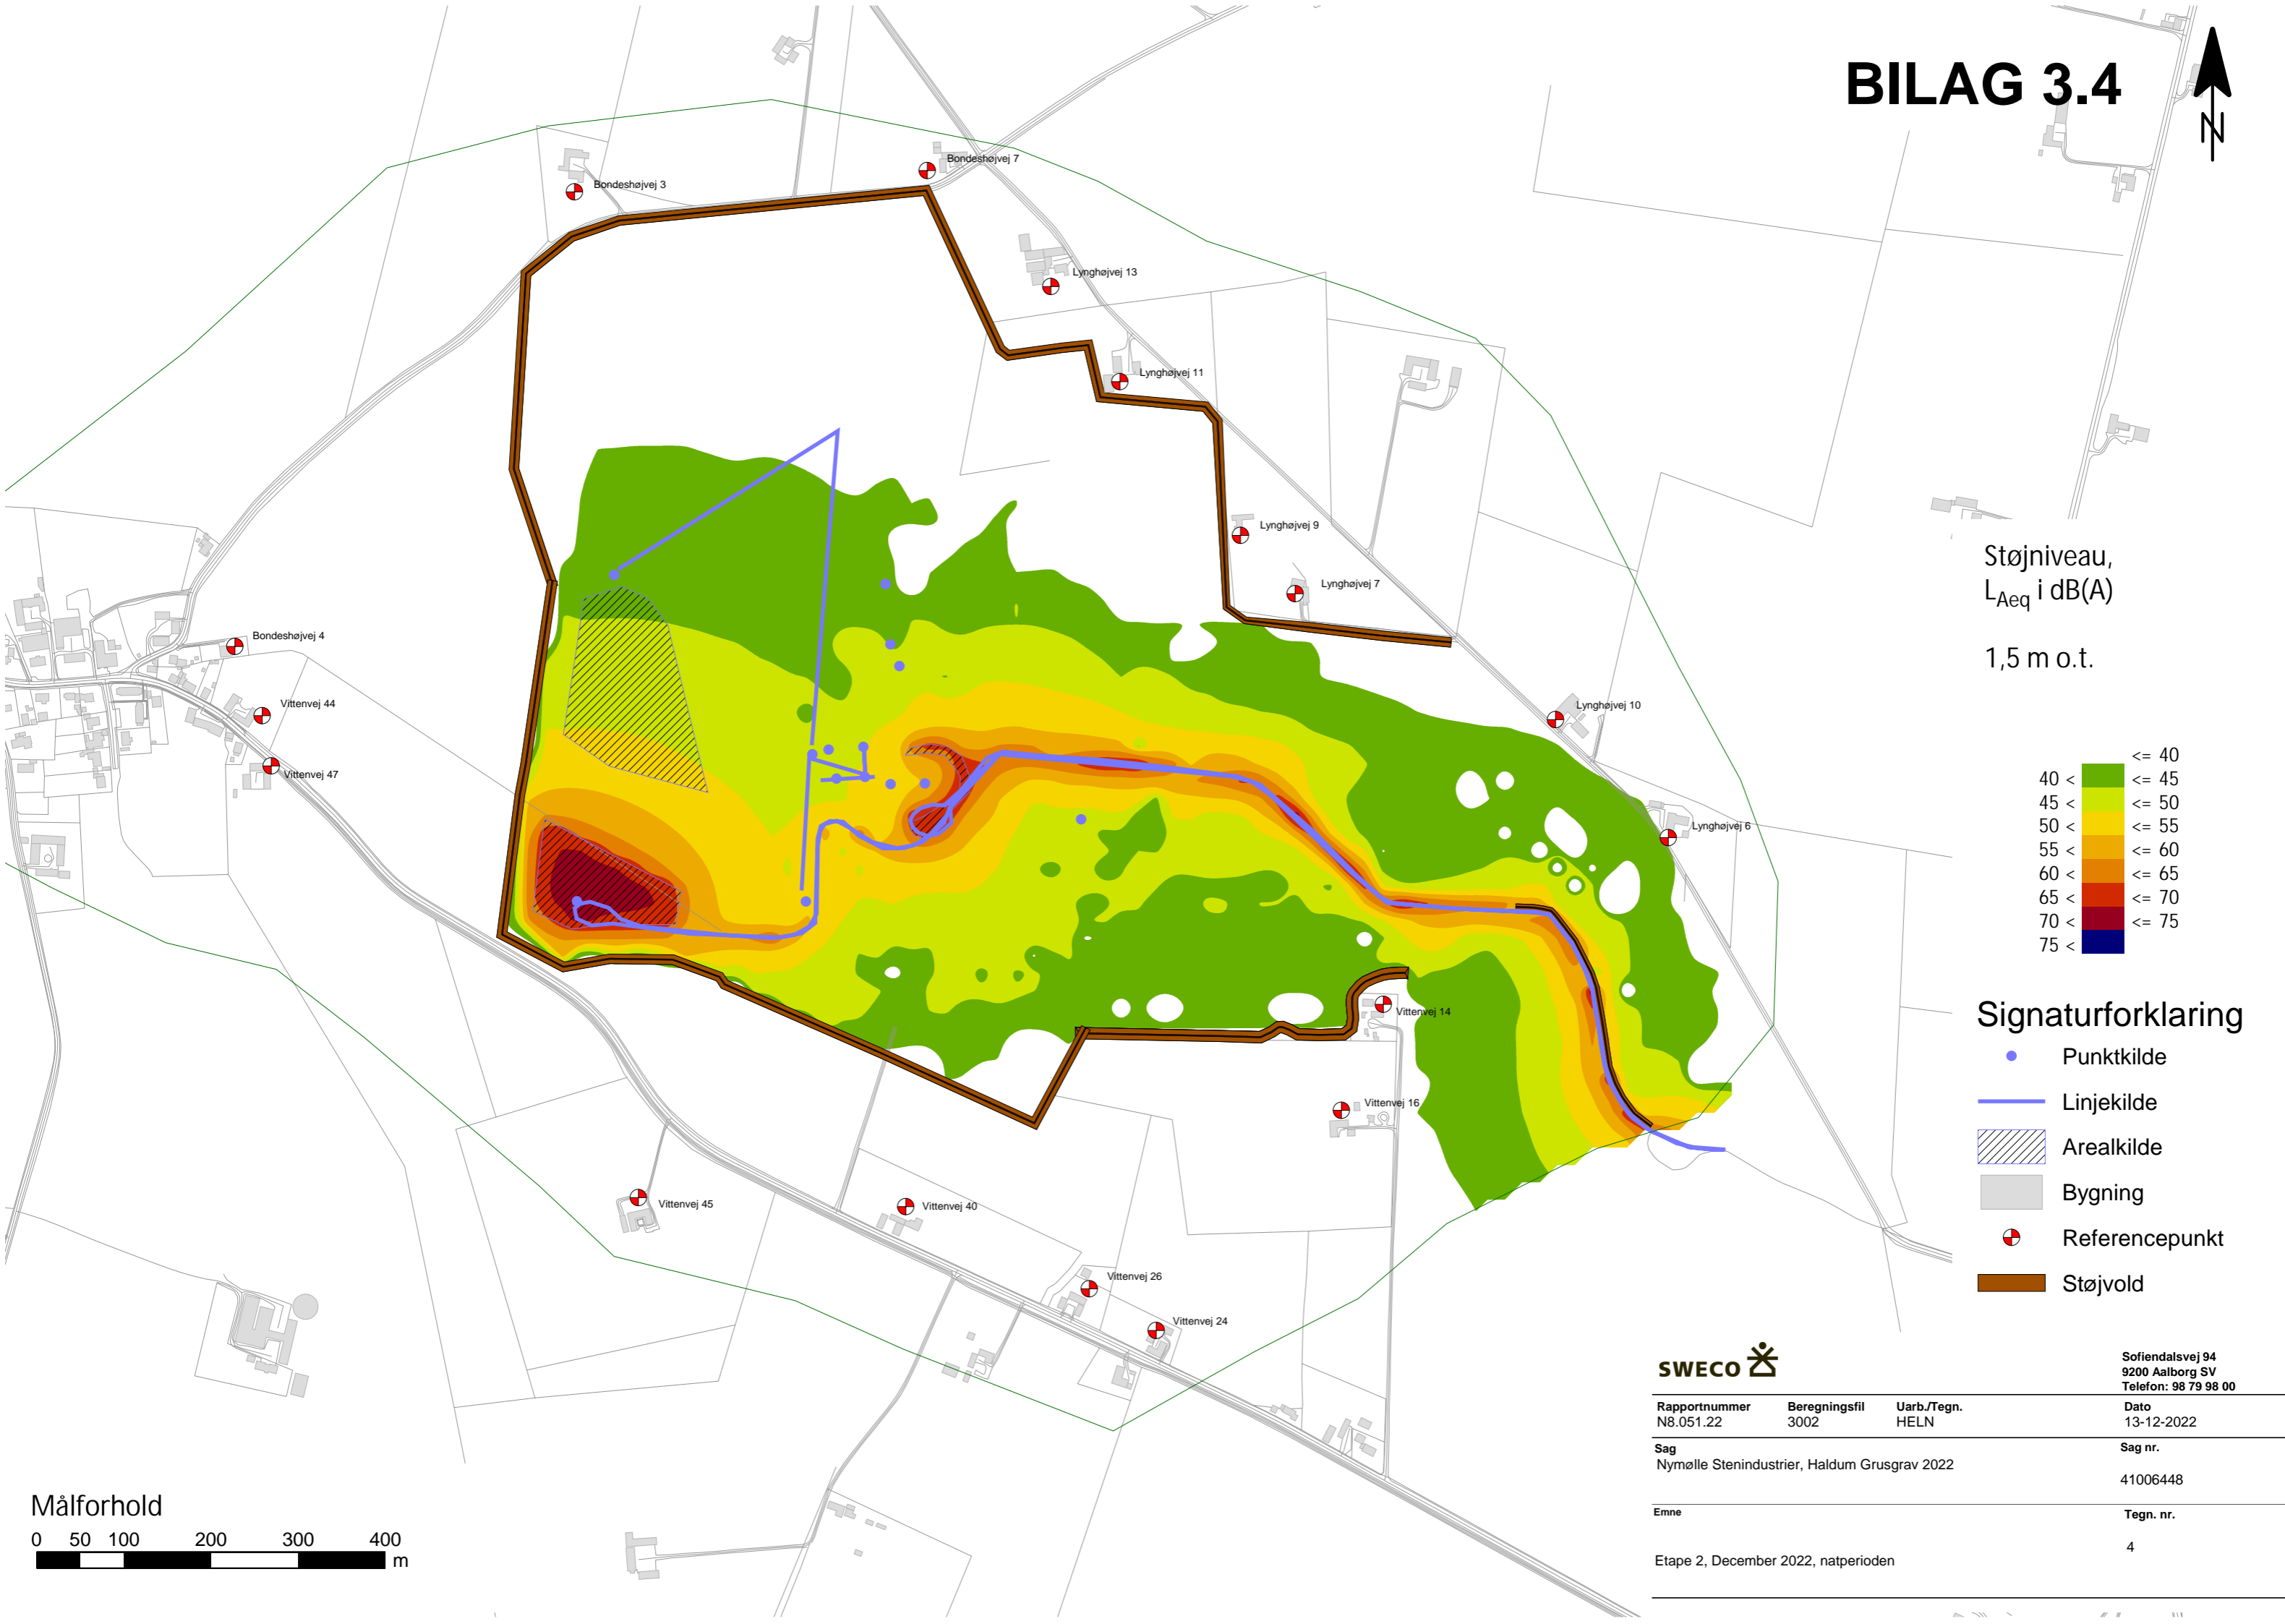 BILAG 3.4
N
Bondeshøjvej 7
Bondeshøjvej 3
Lynghøjvej 13
Lynghøjvej 11
Lynghøjvej 9
Lynghøjvej 7
Bondeshøjvej 4
Vittenvej 44
Vittenvej 47
Lynghøjvej 10
Lynghøjvej 6
Vittenvej 14
Vittenvej 16
Vittenvej 45
Vittenvej 40
Vittenvej 26
Vittenvej 24
Støjniveau,
LAeq i dB(A)
1,5 m o.t.
<= 40
40 < <= 45
45 < <= 50
50 < <= 55
55 < <= 60
60 < <= 65
65 < <= 70
70 < <= 75
75 <
Signaturforklaring
Punktkilde
Linjekilde
Arealkilde
Bygning
Referencepunkt
Støjvold
SWECO
Sofiendalsvej 94
9200 Aalborg SV
Telefon: 98 79 98 00
Rapportnummer Beregningsfil Uarb./Tegn. Dato
N8.051.22 3002 HELN 13-12-2022
Sag Sag nr.
Nymølle Stenindustrier, Haldum Grusgrav 2022
41006448
Emne Tegn. nr.
4
Etape 2, December 2022, natperioden
Målforhold
0 50 100 200 300 400
m